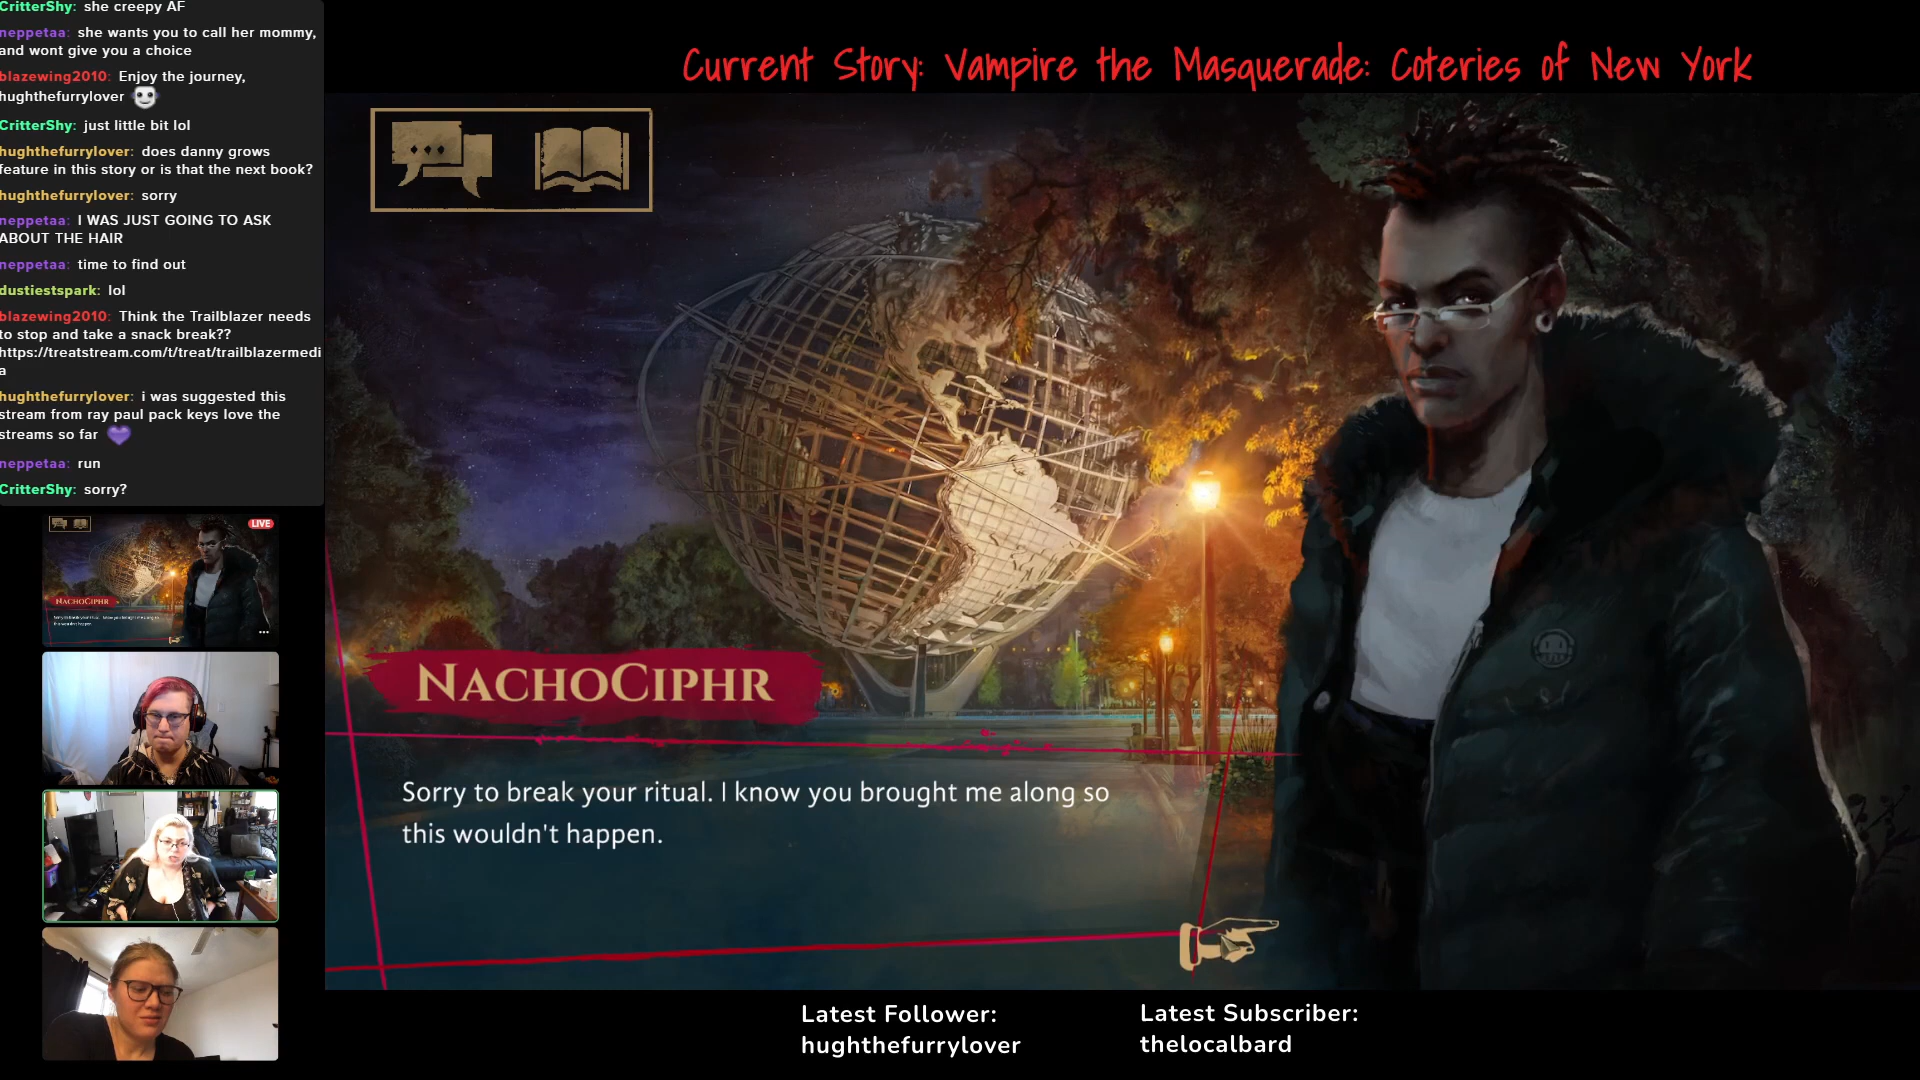 CritterShy: she creepy AF
neppetaa: she wants you to call her mommy,
and wont give you a choice
blazewing2010: Enjoy the journey,
hughthefurrylover
CritterShy: just little bit lol
hughthefurrylover: does danny grows
feature in this story or is that the next book?
hughthefurrylover: sorry
neppetaa: I WAS JUST GOING TO ASK
ABOUT THE HAIR
neppetaa: time to find out
dustiestspark: lol
blazewing2010: Think the Trailblazer needs
to stop and take a snack break??
https://treatstream.com/t/treat/trailblazermedi
a
hughthefurrylover: i was suggested this
stream from ray paul pack keys love the
streams so far
neppetaa: run
CritterShy: sorry?
Current Story: Vampire the Masquerade: Coteries of New York
LIVE
NACHOCIPHR
NACHOCIPHR
Sorry to break your ritual. I know you brought me along so
this wouldn't happen.
Latest Follower:
hughthefurrylover
Latest Subscriber:
thelocalbard